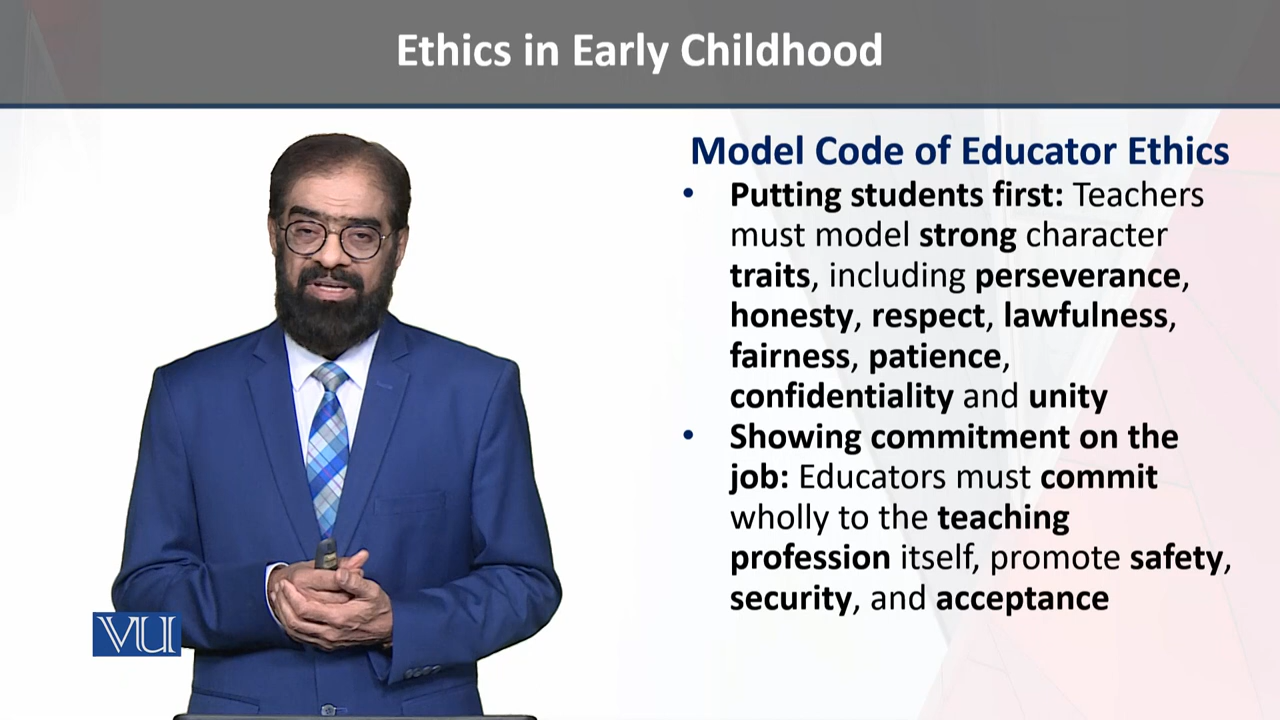 Ethics in Early Childhood
Model Code of Educator Ethics
• Putting students first: Teachers
must model strong character
traits, including perseverance,
honesty, respect, lawfulness,
fairness, patience,
confidentiality and unity
• Showing commitment on the
job: Educators must commit
wholly to the teaching
profession itself, promote safety,
security, and acceptance
VU